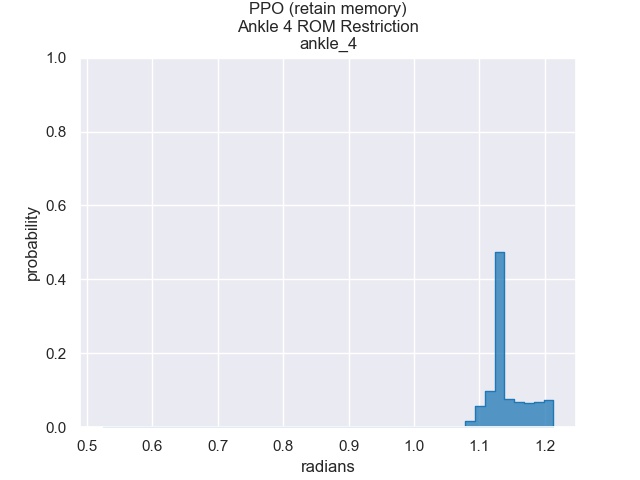 PPO (retain memory)
Ankle 4 ROM Restriction
ankle_4
1.0
0.8
0.6
0.4
0.2
0.0
probability
0.5 0.6 0.7 0.8 0.9 1.0 1.1 1.2
radians